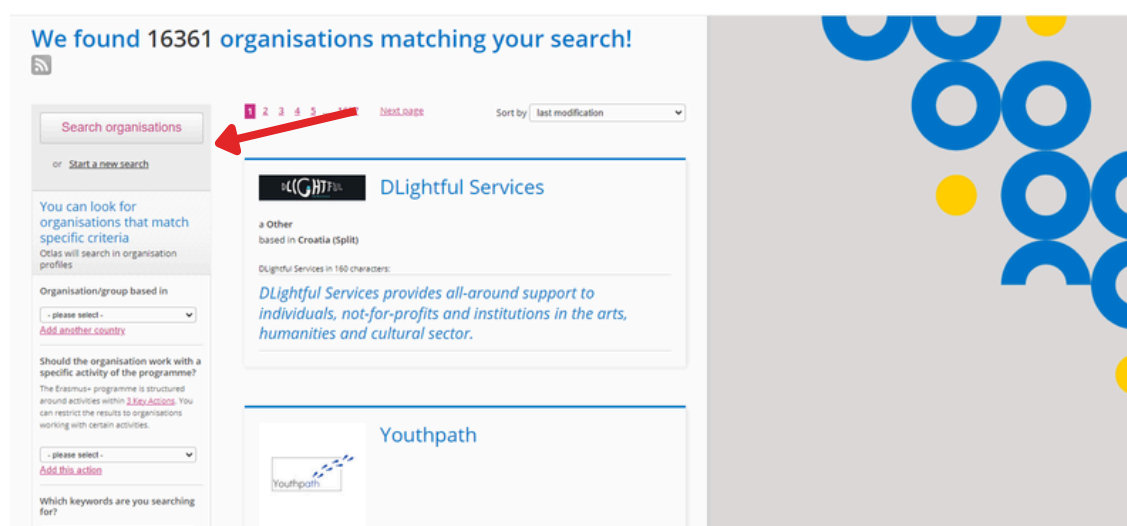 We found 16361 organisations matching your search!
Search organisations
or Start a new search
You can look for
organisations that match
specific criteria
Otlas will search in organisation
profiles
Organisation/group based in
- please select -
Add another country
Should the organisation work with a
specific activity of the programme?
The Erasmus+ programme is structured
around activities within 3 Key Actions. You
can restrict the results to organisations
working with certain activities.
- please select -
Add this action
Which keywords are you searching
for?
1 2 3 4 5 Next page
Sort by last modification
DLIGHTFUL
DLightful Services
a Other
based in Croatia (Split)
DLightful Services in 160 characters:
DLightful Services provides all-around support to
individuals, not-for-profits and institutions in the arts,
humanities and cultural sector.
Youthpath
Youthpath